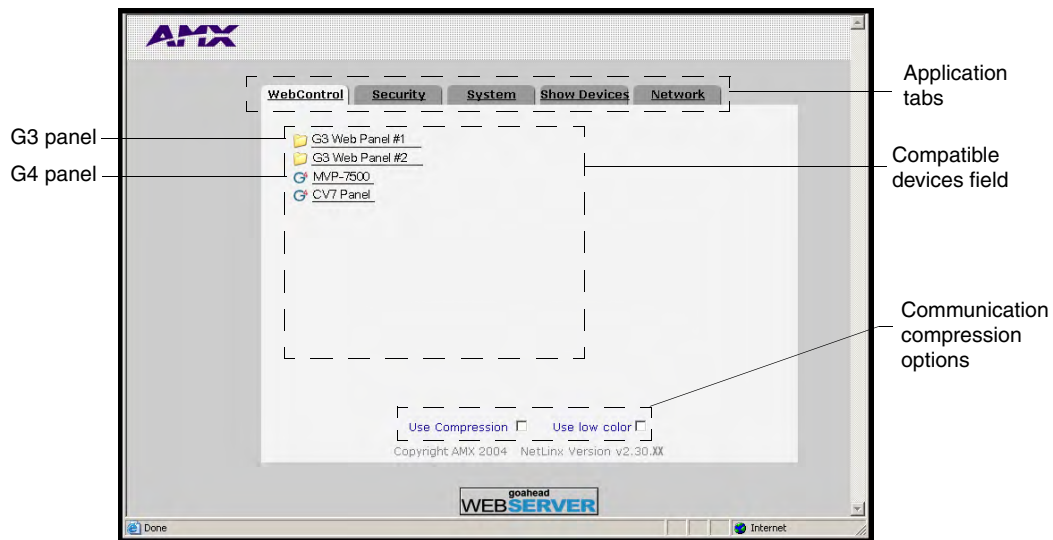 AMX
WebControl Security System Show Devices Network
Application
tabs
G3 panel
G3 Web Panel #1
G3 Web Panel #2
Compatible
devices field
G4 panel
MVP-7500
CV7 Panel
Communication
compression
options
Use Compression Use low color
Copyright AMX 2004 NetLinx Version v2.30.XX
goahead
WEBSERVER
Done Internet